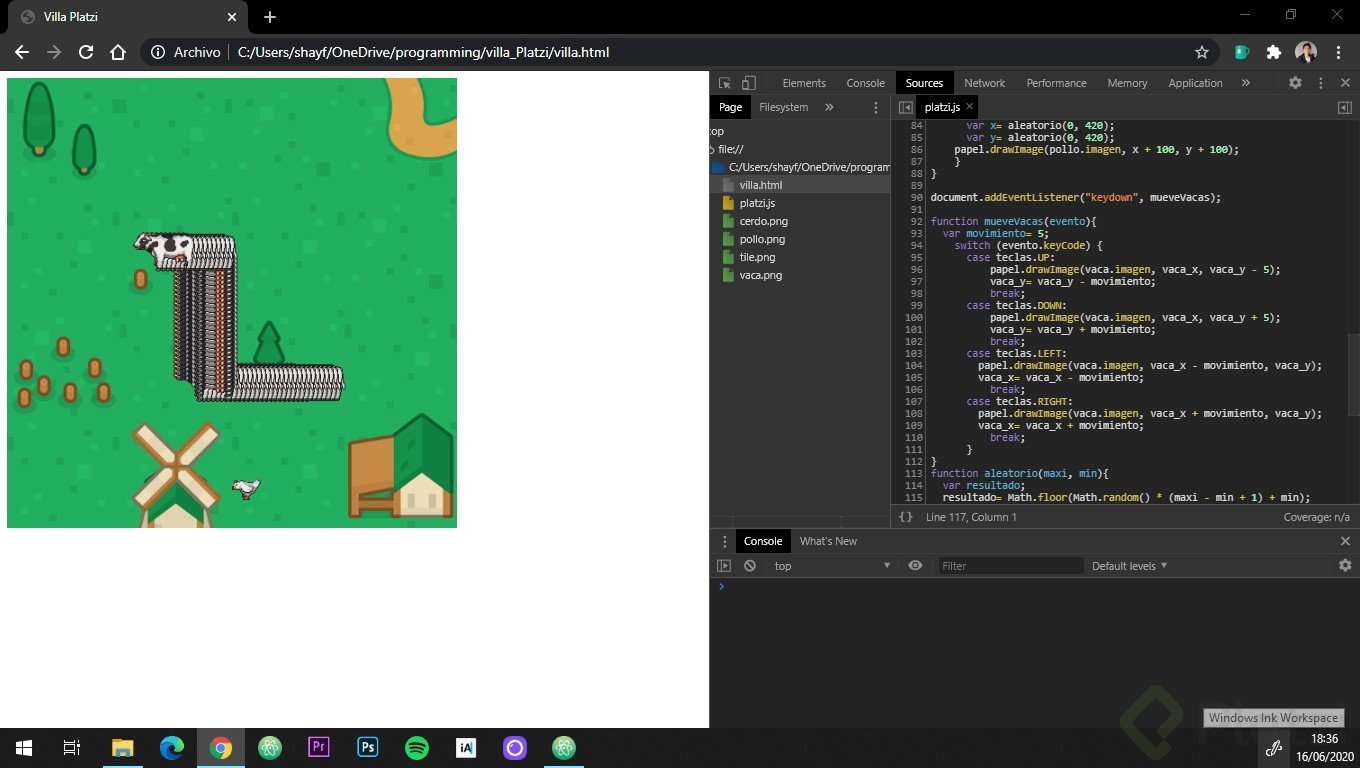 Villa Platzi
Archivo
C:/Users/shayf/OneDrive/programming/villa_Platzi/villa.html
Elements Console Sources Network Performance Memory Application
Page Filesystem
platzi.js
top
file://
C:/Users/shayf/OneDrive/program
villa.html
platzi.js
cerdo.png
pollo.png
tile.png
vaca.png
84 var x= aleatorio(0, 420);
85 var y= aleatorio(0, 420);
86 papel.drawImage(pollo.imagen, x + 100, y + 100);
87 }
88 }
89
90 document.addEventListener("keydown", mueveVacas);
91
92 function mueveVacas(evento){
93 var movimiento= 5;
94 switch (evento.keyCode) {
95 case teclas.UP:
96 papel.drawImage(vaca.imagen, vaca_x, vaca_y - 5);
97 vaca_y= vaca_y - movimiento;
98 break;
99 case teclas.DOWN:
100 papel.drawImage(vaca.imagen, vaca_x, vaca_y + 5);
101 vaca_y= vaca_y + movimiento;
102 break;
103 case teclas.LEFT:
104 papel.drawImage(vaca.imagen, vaca_x - movimiento, vaca_y);
105 vaca_x= vaca_x - movimiento;
106 break;
107 case teclas.RIGHT:
108 papel.drawImage(vaca.imagen, vaca_x + movimiento, vaca_y);
109 vaca_x= vaca_x + movimiento;
110 break;
111 }
112 }
113 function aleatorio(maxi, min){
114 var resultado;
115 resultado= Math.floor(Math.random() * (maxi - min + 1) + min);
{} Line 117, Column 1
Coverage: n/a
Console What's New
top
Filter
Default levels
Windows Ink Workspace
Pr
Ps
iA
18:36
16/06/2020